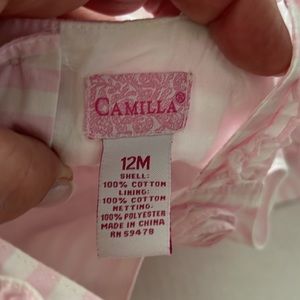 CAMILLA®
12M
SHELL:
100% COTTON
LINING:
100% COTTON
NETTING:
100% POLYESTER
MADE IN CHINA
RN 59478